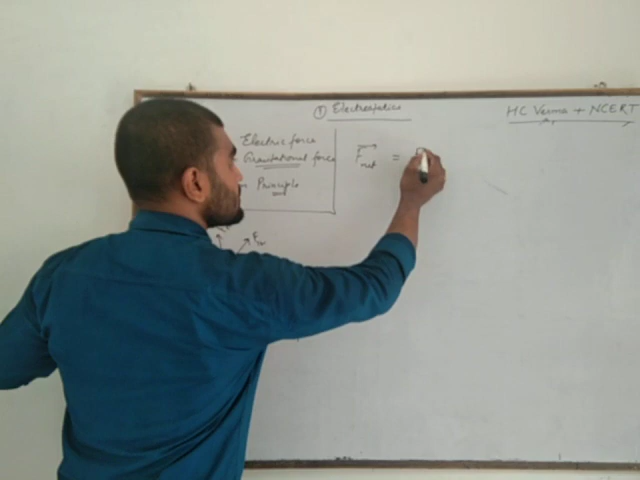 ① Electrostatics
HC Verma + NCERT
Electric force
Gravitational force
Principle
F net =